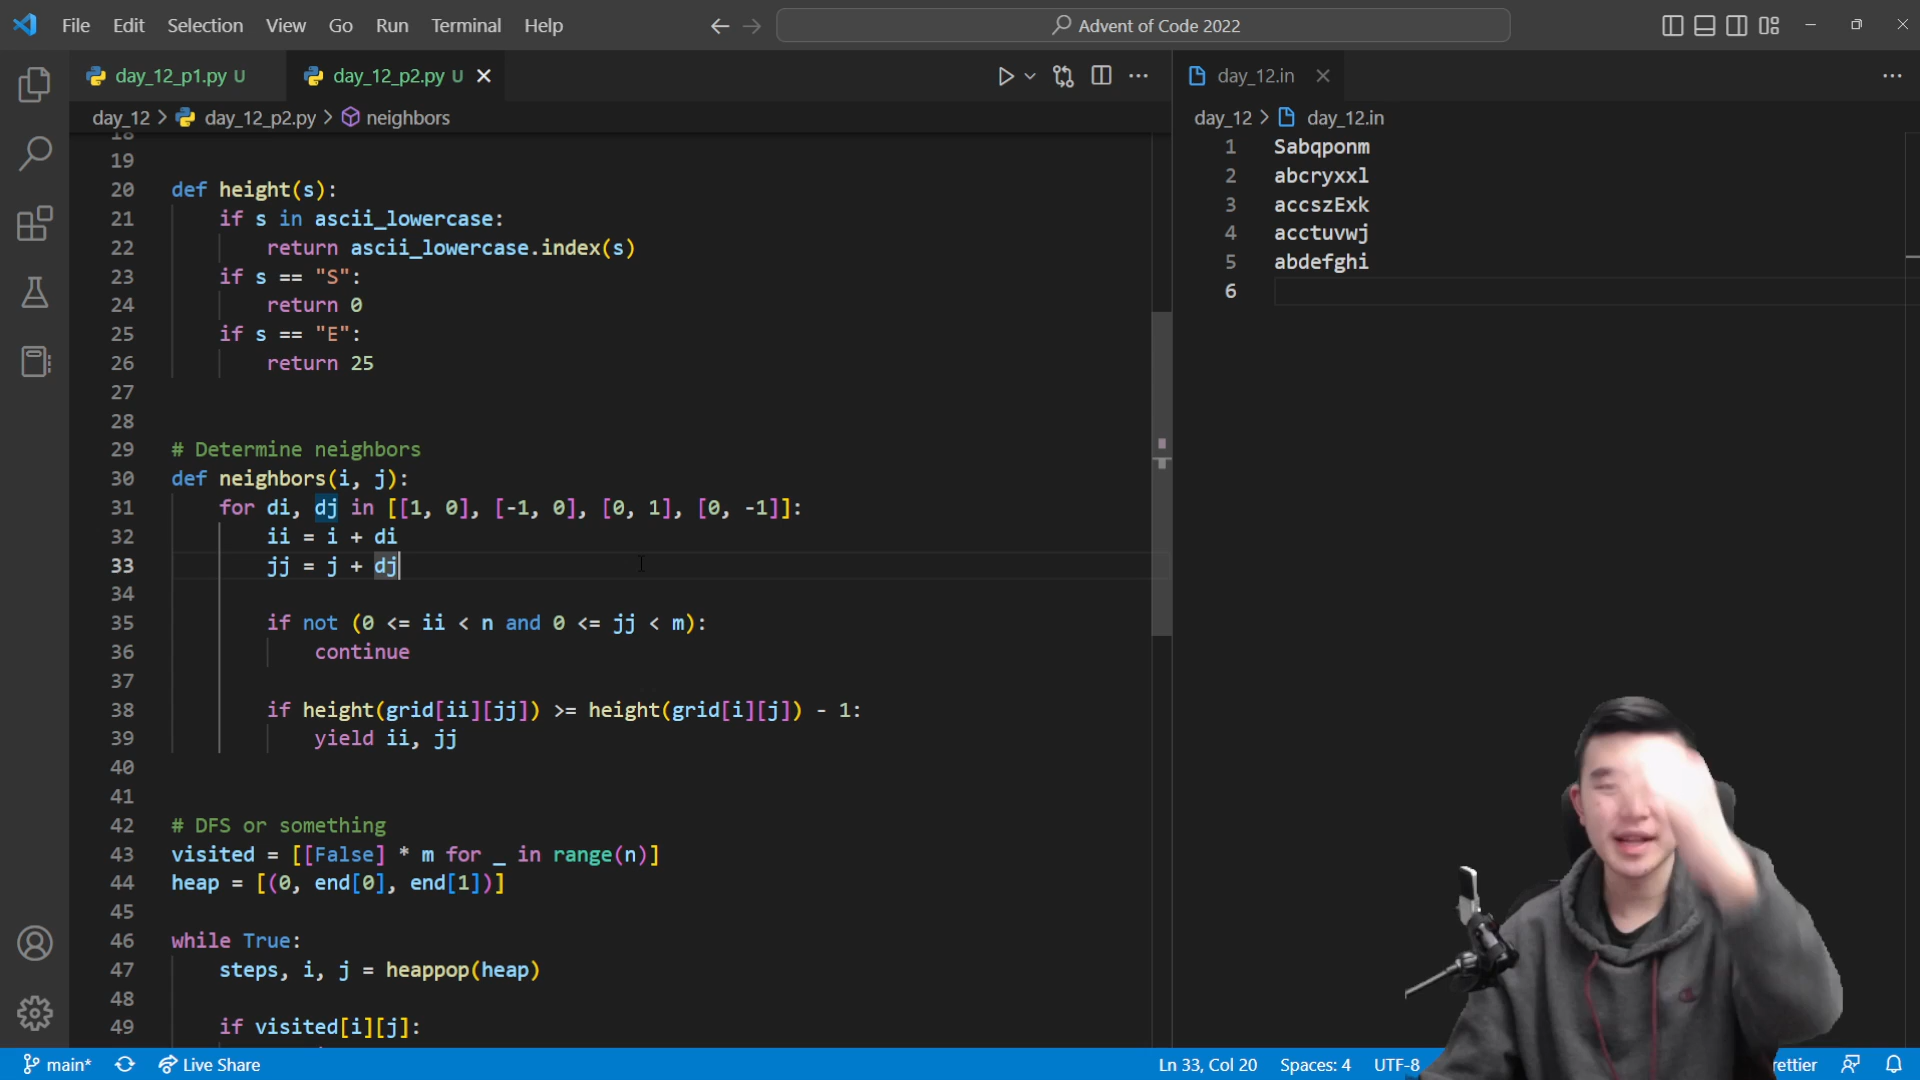 File Edit Selection View Go Run Terminal Help
Advent of Code 2022
day_12_p1.py U
day_12_p2.py U
day_12 > day_12_p2.py > neighbors
19
20 def height(s):
21 if s in ascii_lowercase:
22 return ascii_lowercase.index(s)
23 if s == "S":
24 return 0
25 if s == "E":
26 return 25
27
28
29 # Determine neighbors
30 def neighbors(i, j):
31 for di, dj in [[1, 0], [-1, 0], [0, 1], [0, -1]]:
32 ii = i + di
33 jj = j + dj
34
35 if not (0 <= ii < n and 0 <= jj < m):
36 continue
37
38 if height(grid[ii][jj]) >= height(grid[i][j]) - 1:
39 yield ii, jj
40
41
42 # DFS or something
43 visited = [[False] * m for _ in range(n)]
44 heap = [(0, end[0], end[1])]
45
46 while True:
47 steps, i, j = heappop(heap)
48
49 if visited[i][j]:
day_12.in
day_12 > day_12.in
1 Sabqponm
2 abcryxxl
3 accszExk
4 acctuvwj
5 abdefghi
6
main* Live Share Ln 33, Col 20 Spaces: 4 UTF-8 ettier